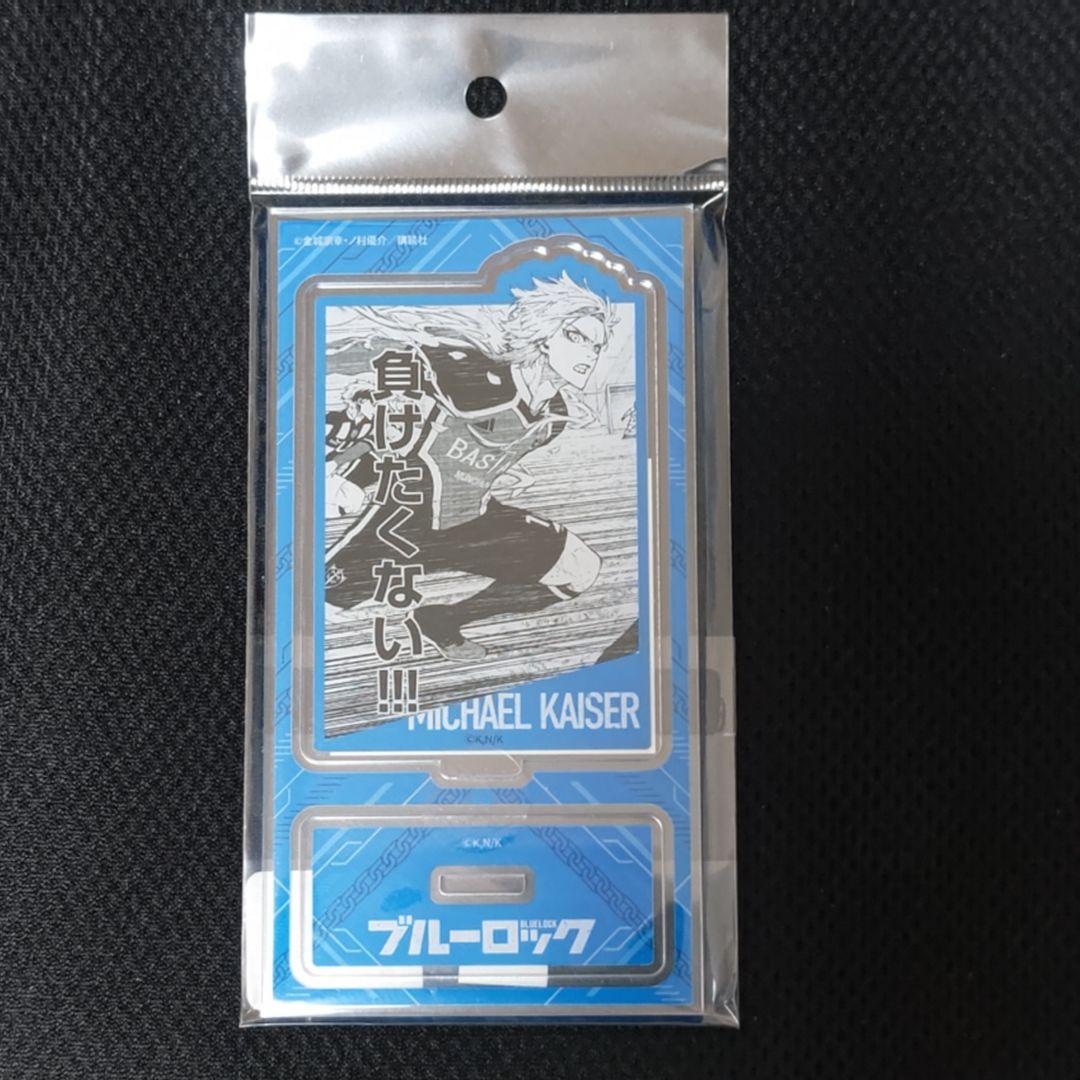 ©金城宗幸・ノ村優介／講談社
負けたくない!!!
BAS
MICHAEL KAISER
©K,N/K
©K,N/K
BLUELOCK
ブルーロック